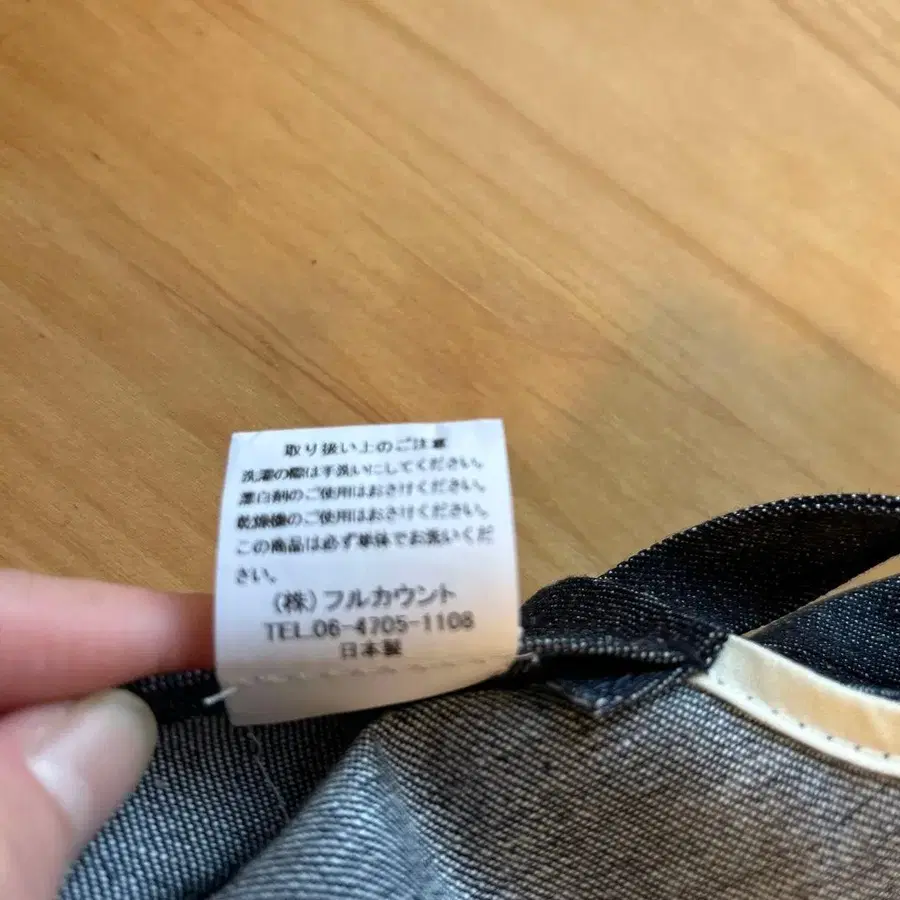 取り扱い上のご注意
洗濯の際は手洗いにしてください。
漂白剤のご使用はおさけください。
乾燥機のご使用はおさけください。
この商品は必ず単体でお洗いくだ
さい。
（株）フルカウント
TEL.06-4705-1108
日本製